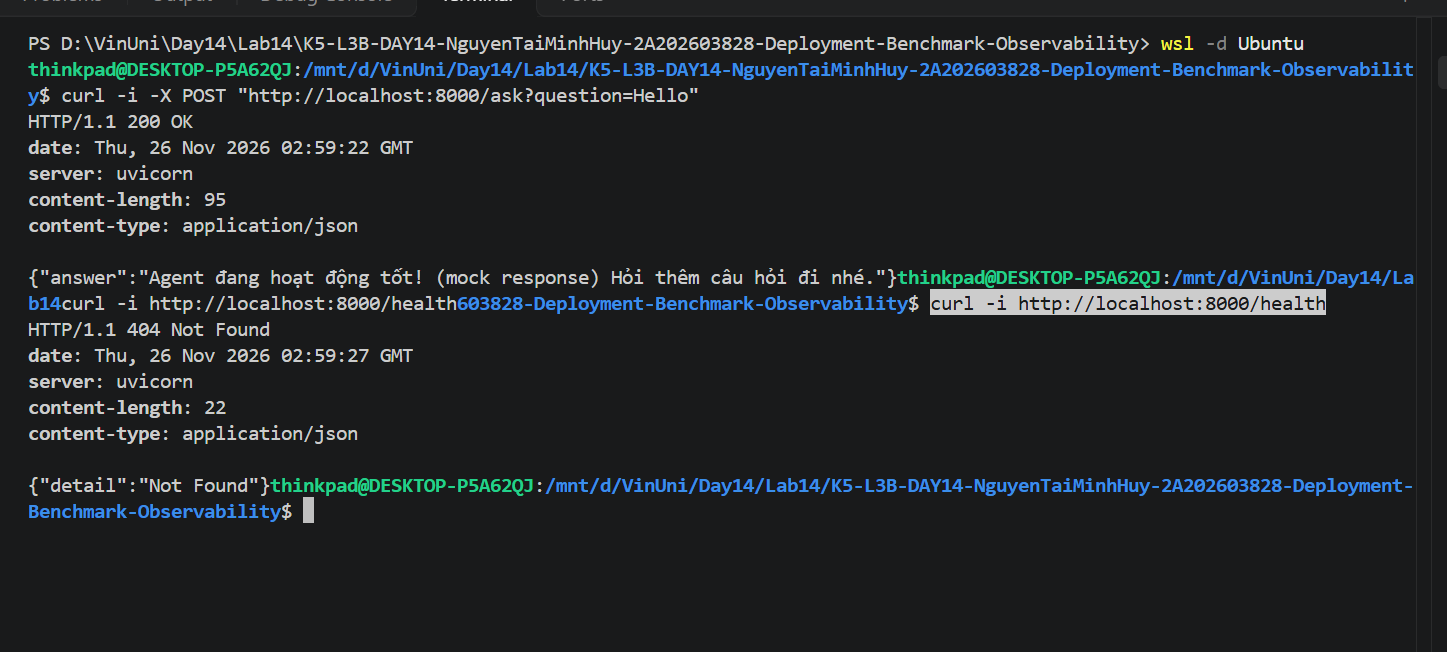 Problems Output Debug Console Terminal Ports
PS D:\VinUni\Day14\Lab14\K5-L3B-DAY14-NguyenTaiMinhHuy-2A202603828-Deployment-Benchmark-Observability> wsl -d Ubuntu
thinkpad@DESKTOP-P5A62QJ:/mnt/d/VinUni/Day14/Lab14/K5-L3B-DAY14-NguyenTaiMinhHuy-2A202603828-Deployment-Benchmark-Observabilit
y$ curl -i -X POST "http://localhost:8000/ask?question=Hello"
HTTP/1.1 200 OK
date: Thu, 26 Nov 2026 02:59:22 GMT
server: uvicorn
content-length: 95
content-type: application/json
{"answer":"Agent đang hoạt động tốt! (mock response) Hỏi thêm câu hỏi đi nhé."}thinkpad@DESKTOP-P5A62QJ:/mnt/d/VinUni/Day14/La
b14curl -i http://localhost:8000/health603828-Deployment-Benchmark-Observability$ curl -i http://localhost:8000/health
HTTP/1.1 404 Not Found
date: Thu, 26 Nov 2026 02:59:27 GMT
server: uvicorn
content-length: 22
content-type: application/json
{"detail":"Not Found"}thinkpad@DESKTOP-P5A62QJ:/mnt/d/VinUni/Day14/Lab14/K5-L3B-DAY14-NguyenTaiMinhHuy-2A202603828-Deployment-
Benchmark-Observability$